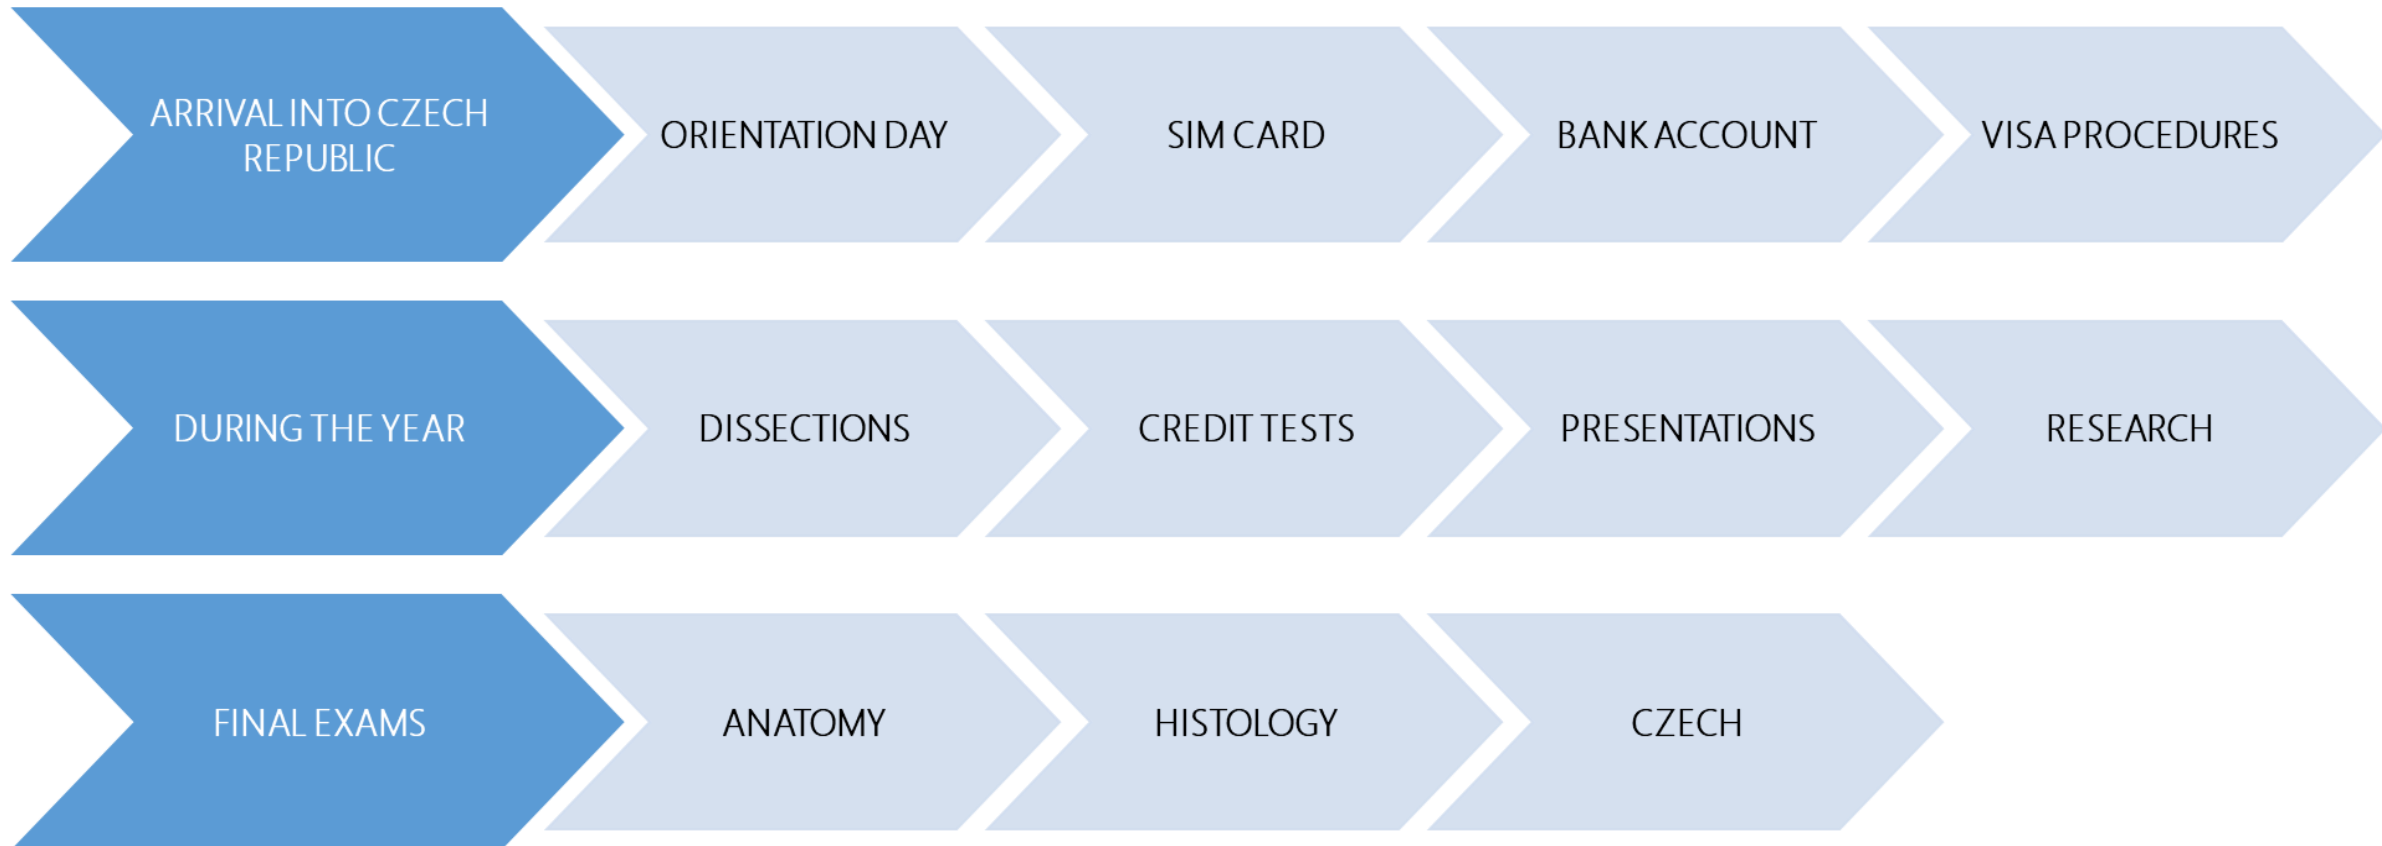 ARRIVAL INTO CZECH
REPUBLIC
ORIENTATION DAY
SIM CARD
BANK ACCOUNT
VISA PROCEDURES
DURING THE YEAR
DISSECTIONS
CREDIT TESTS
PRESENTATIONS
RESEARCH
FINAL EXAMS
ANATOMY
HISTOLOGY
CZECH